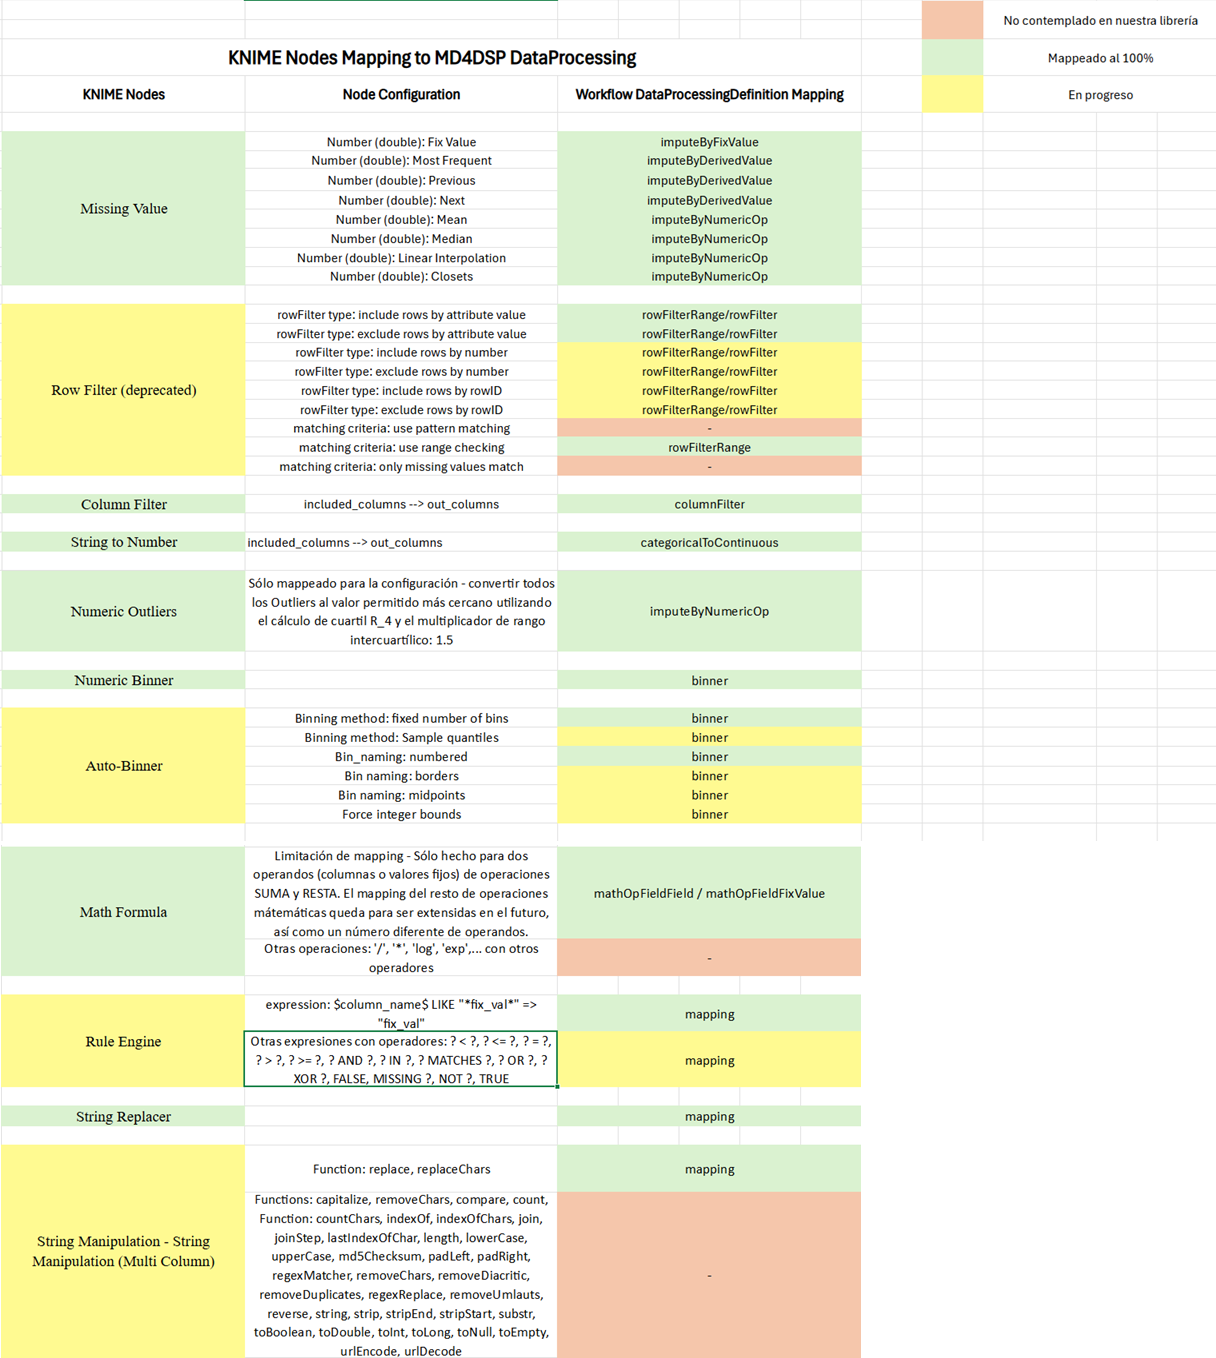 No contemplado en nuestra librería
KNIME Nodes Mapping to MD4DSP DataProcessing
Mappeado al 100%
KNIME Nodes
Node Configuration
Workflow DataProcessingDefinition Mapping
En progreso
Missing Value
Number (double): Fix Value
imputeByFixValue
Number (double): Most Frequent
imputeByDerivedValue
Number (double): Previous
imputeByDerivedValue
Number (double): Next
imputeByDerivedValue
Number (double): Mean
imputeByNumericOp
Number (double): Median
imputeByNumericOp
Number (double): Linear Interpolation
imputeByNumericOp
Number (double): Closets
imputeByNumericOp
Row Filter (deprecated)
rowFilter type: include rows by attribute value
rowFilterRange/rowFilter
rowFilter type: exclude rows by attribute value
rowFilterRange/rowFilter
rowFilter type: include rows by number
rowFilterRange/rowFilter
rowFilter type: exclude rows by number
rowFilterRange/rowFilter
rowFilter type: include rows by rowID
rowFilterRange/rowFilter
rowFilter type: exclude rows by rowID
rowFilterRange/rowFilter
matching criteria: use pattern matching
-
matching criteria: use range checking
rowFilterRange
matching criteria: only missing values match
-
Column Filter
included_columns --> out_columns
columnFilter
String to Number
included_columns --> out_columns
categoricalToContinuous
Numeric Outliers
Sólo mappeado para la configuración - convertir todos
los Outliers al valor permitido más cercano utilizando
el cálculo de cuartil R_4 y el multiplicador de rango
intercuartílico: 1.5
imputeByNumericOp
Numeric Binner
binner
Auto-Binner
Binning method: fixed number of bins
binner
Binning method: Sample quantiles
binner
Bin_naming: numbered
binner
Bin naming: borders
binner
Bin naming: midpoints
binner
Force integer bounds
binner
Math Formula
Limitación de mapping - Sólo hecho para dos
operandos (columnas o valores fijos) de operaciones
SUMA y RESTA. El mapping del resto de operaciones
mátemáticas queda para ser extensidas en el futuro,
así como un número diferente de operandos.
mathOpFieldField / mathOpFieldFixValue
Otras operaciones: '/', '*', 'log', 'exp',... con otros
operadores
-
Rule Engine
expression: $column_name$ LIKE "*fix_val*" =>
"fix_val"
mapping
Otras expresiones con operadores: ? < ?, ? <= ?, ? = ?,
? > ?, ? >= ?, ? AND ?, ? IN ?, ? MATCHES ?, ? OR ?, ?
XOR ?, FALSE, MISSING ?, NOT ?, TRUE
mapping
String Replacer
mapping
String Manipulation - String
Manipulation (Multi Column)
Function: replace, replaceChars
mapping
Functions: capitalize, removeChars, compare, count,
Function: countChars, indexOf, indexOfChars, join,
joinStep, lastIndexOfChar, length, lowerCase,
upperCase, md5Checksum, padLeft, padRight,
regexMatcher, removeChars, removeDiacritic,
removeDuplicates, regexReplace, removeUmlauts,
reverse, string, strip, stripEnd, stripStart, substr,
toBoolean, toDouble, toInt, toLong, toNull, toEmpty,
urlEncode, urlDecode
-